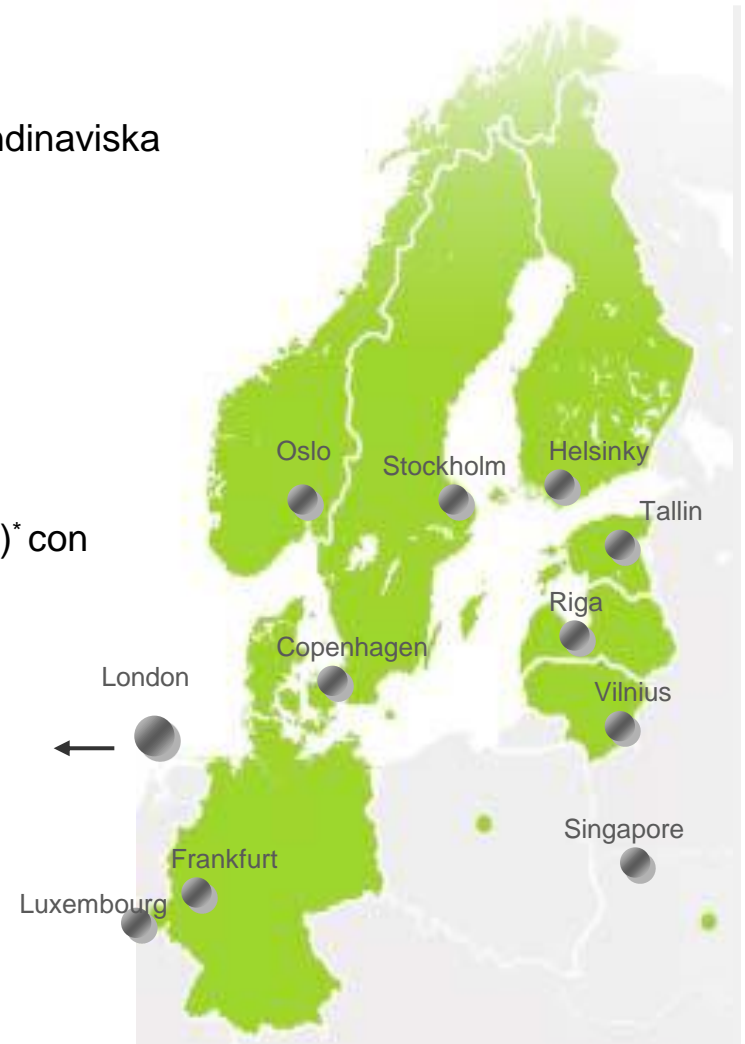 ndinaviska
Oslo
Stockholm
Helsinky
Tallin
)* con
Riga
Copenhagen
London
Vilnius
Singapore
Frankfurt
Luxembourg